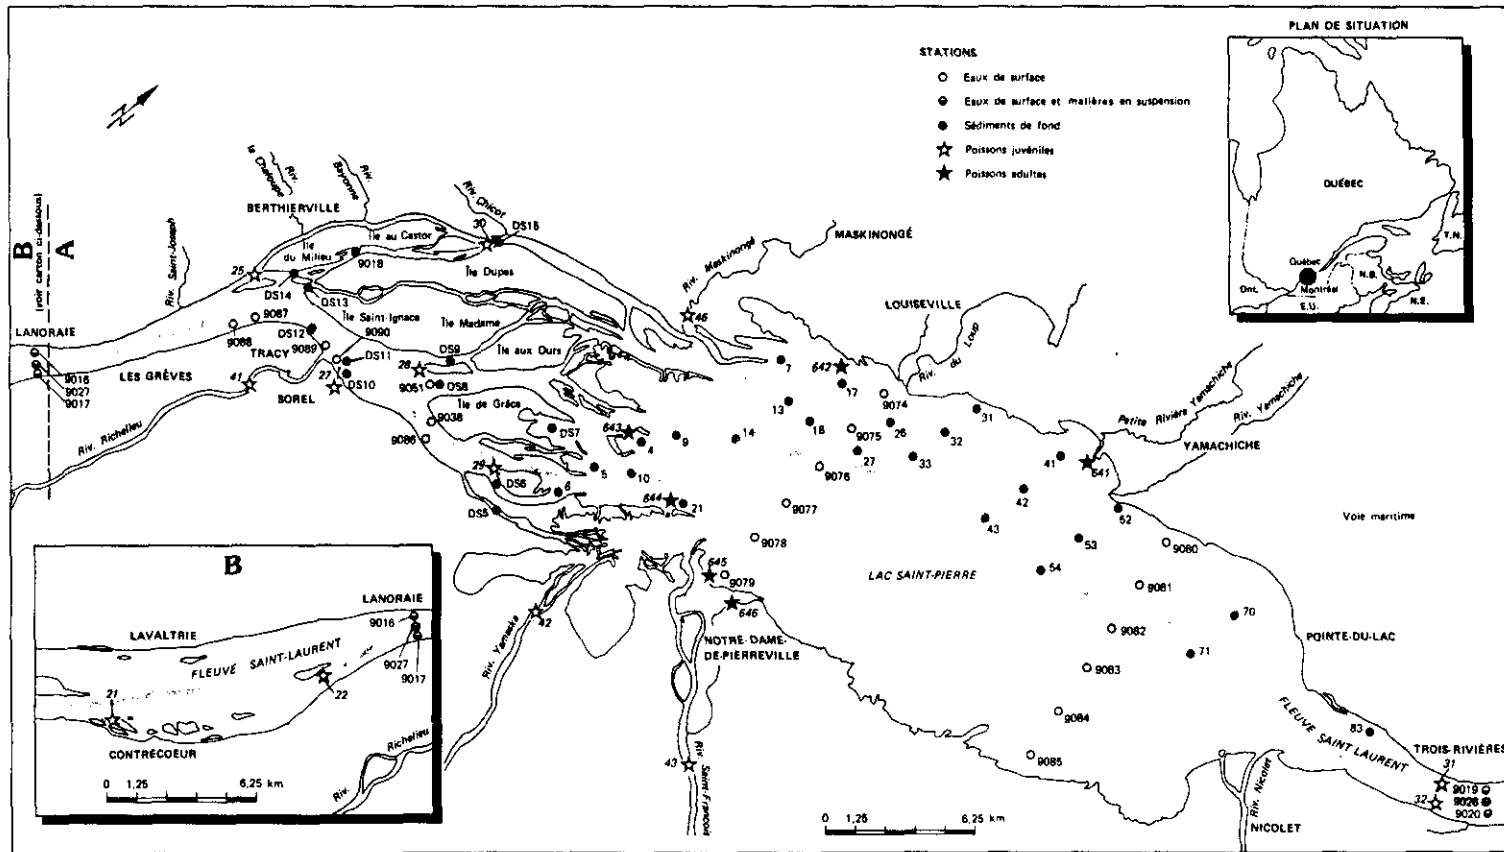 PLAN DE SITUATION
QUÉBEC
T.N.
Québec
N.B.
Ont.
Montréal
É.U.
N.É.
STATIONS
Eaux de surface
Eaux de surface et matières en suspension
Sédiments de fond
Poissons juvéniles
Poissons adultes
N
B
(voir carton ci-dessous)
A
Riv. Saint-Joseph
Riv.
la Chaloupe
Riv.
Bayonne
Riv. Chicot
BERTHIERVILLE
Île
du Milieu
Île au Castor
30
DS15
25
9018
Île Dupas
DS14
DS13
LANORAIE
9016
9027
9017
9088
9087
DS12
9089
Île Saint-Ignace
9090
Île Madame
Île aux Ours
TRACY
LES GRÈVES
41
27
DS11
DS10
SOREL
28
DS9
9051
DS8
9038
9086
Île de Grâce
DS7
29
DS6
DS5
Riv. Richelieu
Riv. Maskinongé
MASKINONGÉ
46
LOUISEVILLE
Riv. du Loup
7
642
17
9074
13
18
9075
26
31
32
27
33
9076
643
4
9
14
5
10
6
644
21
9077
9078
Petite Rivière Yamachiche
Riv. Yamachiche
YAMACHICHE
41
641
42
43
52
53
54
9080
9081
9082
9083
9084
9085
70
71
Voie maritime
LAC SAINT-PIERRE
645
9079
646
NOTRE-DAME-
DE-PIERREVILLE
42
Riv. Yamaska
43
Riv. Saint-François
POINTE-DU-LAC
FLEUVE SAINT-LAURENT
83
TROIS-RIVIÈRES
31
32
9019
9026
9020
Riv. Nicolet
NICOLET
0 1,25 6,25 km
B
LANORAIE
9016
9027
9017
LAVALTRIE
FLEUVE SAINT-LAURENT
21
22
CONTRECOEUR
Riv. Richelieu
0 1,25 6,25 km